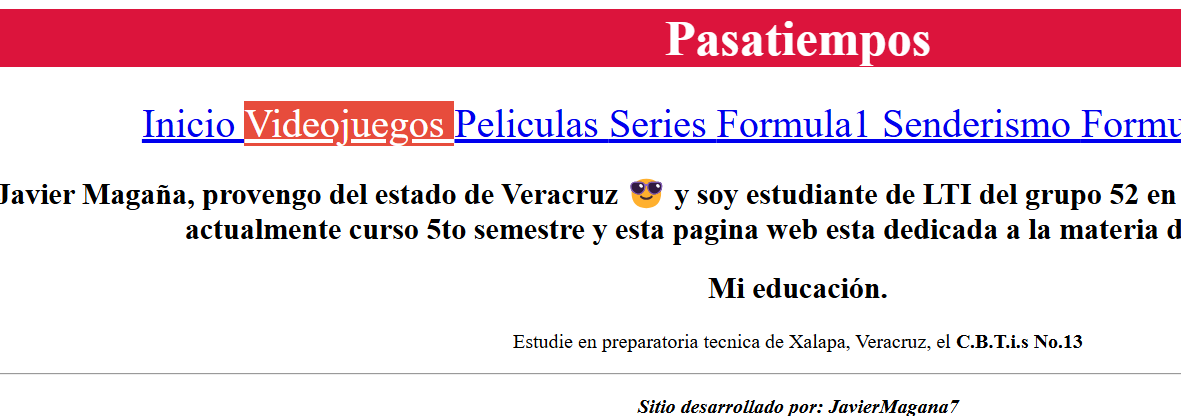 Pasatiempos
Inicio Videojuegos Peliculas Series Formula1 Senderismo Formu
Javier Magaña, provengo del estado de Veracruz 😎 y soy estudiante de LTI del grupo 52 en
actualmente curso 5to semestre y esta pagina web esta dedicada a la materia d
Mi educación.
Estudie en preparatoria tecnica de Xalapa, Veracruz, el C.B.T.i.s No.13
Sitio desarrollado por: JavierMagana7